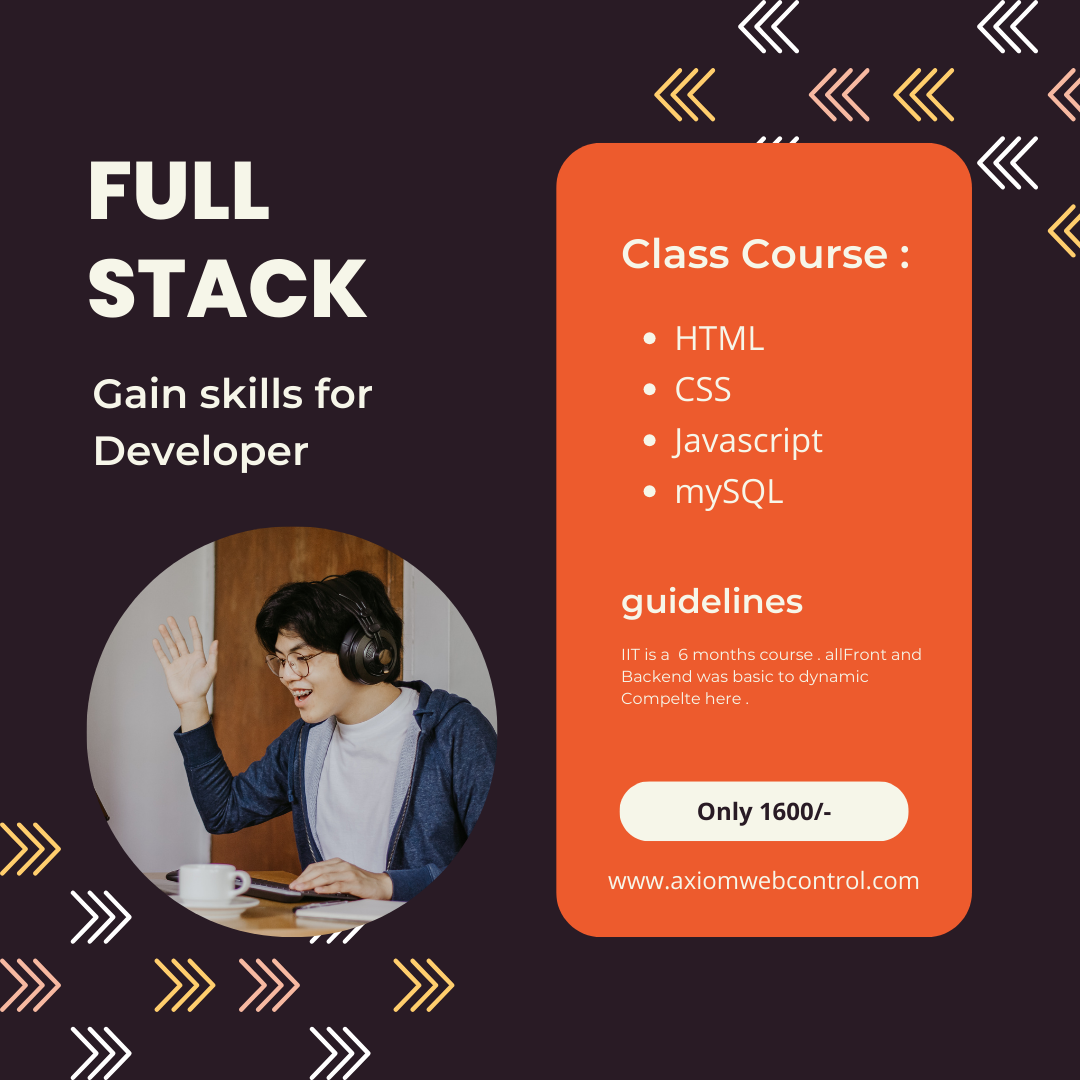 FULL
STACK
Gain skills for
Developer
Class Course :
• HTML
• CSS
• Javascript
• mySQL
guidelines
IIT is a  6 months course . allFront and
Backend was basic to dynamic
Compelte here .
Only 1600/-
www.axiomwebcontrol.com